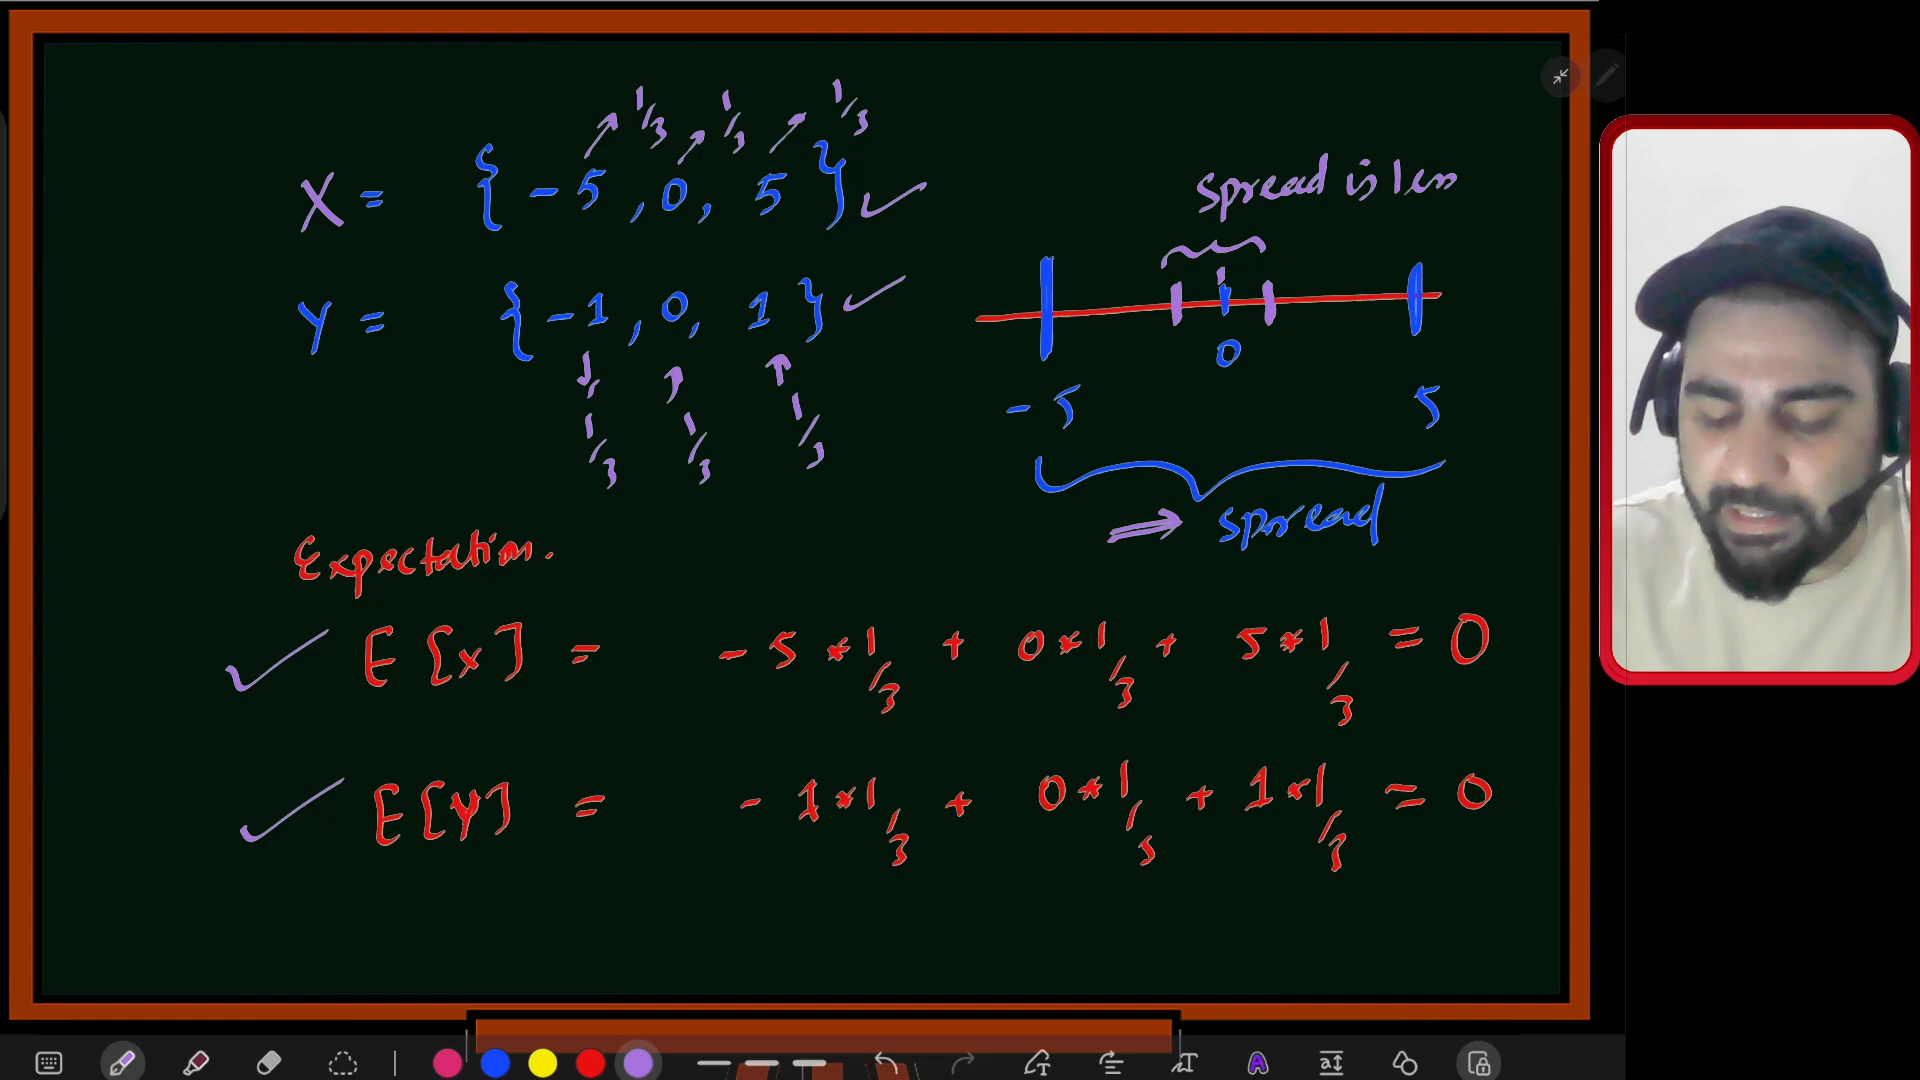 1/3 1/3 1/3
X = { -5, 0, 5 }
Y = { -1, 0, 1 }
1/3 1/3 1/3
spread is less
0
-5 5
spread
Expectation.
E[x] = -5*1/3 + 0*1/3 + 5*1/3 = 0
E[y] = -1*1/3 + 0*1/3 + 1*1/3 = 0